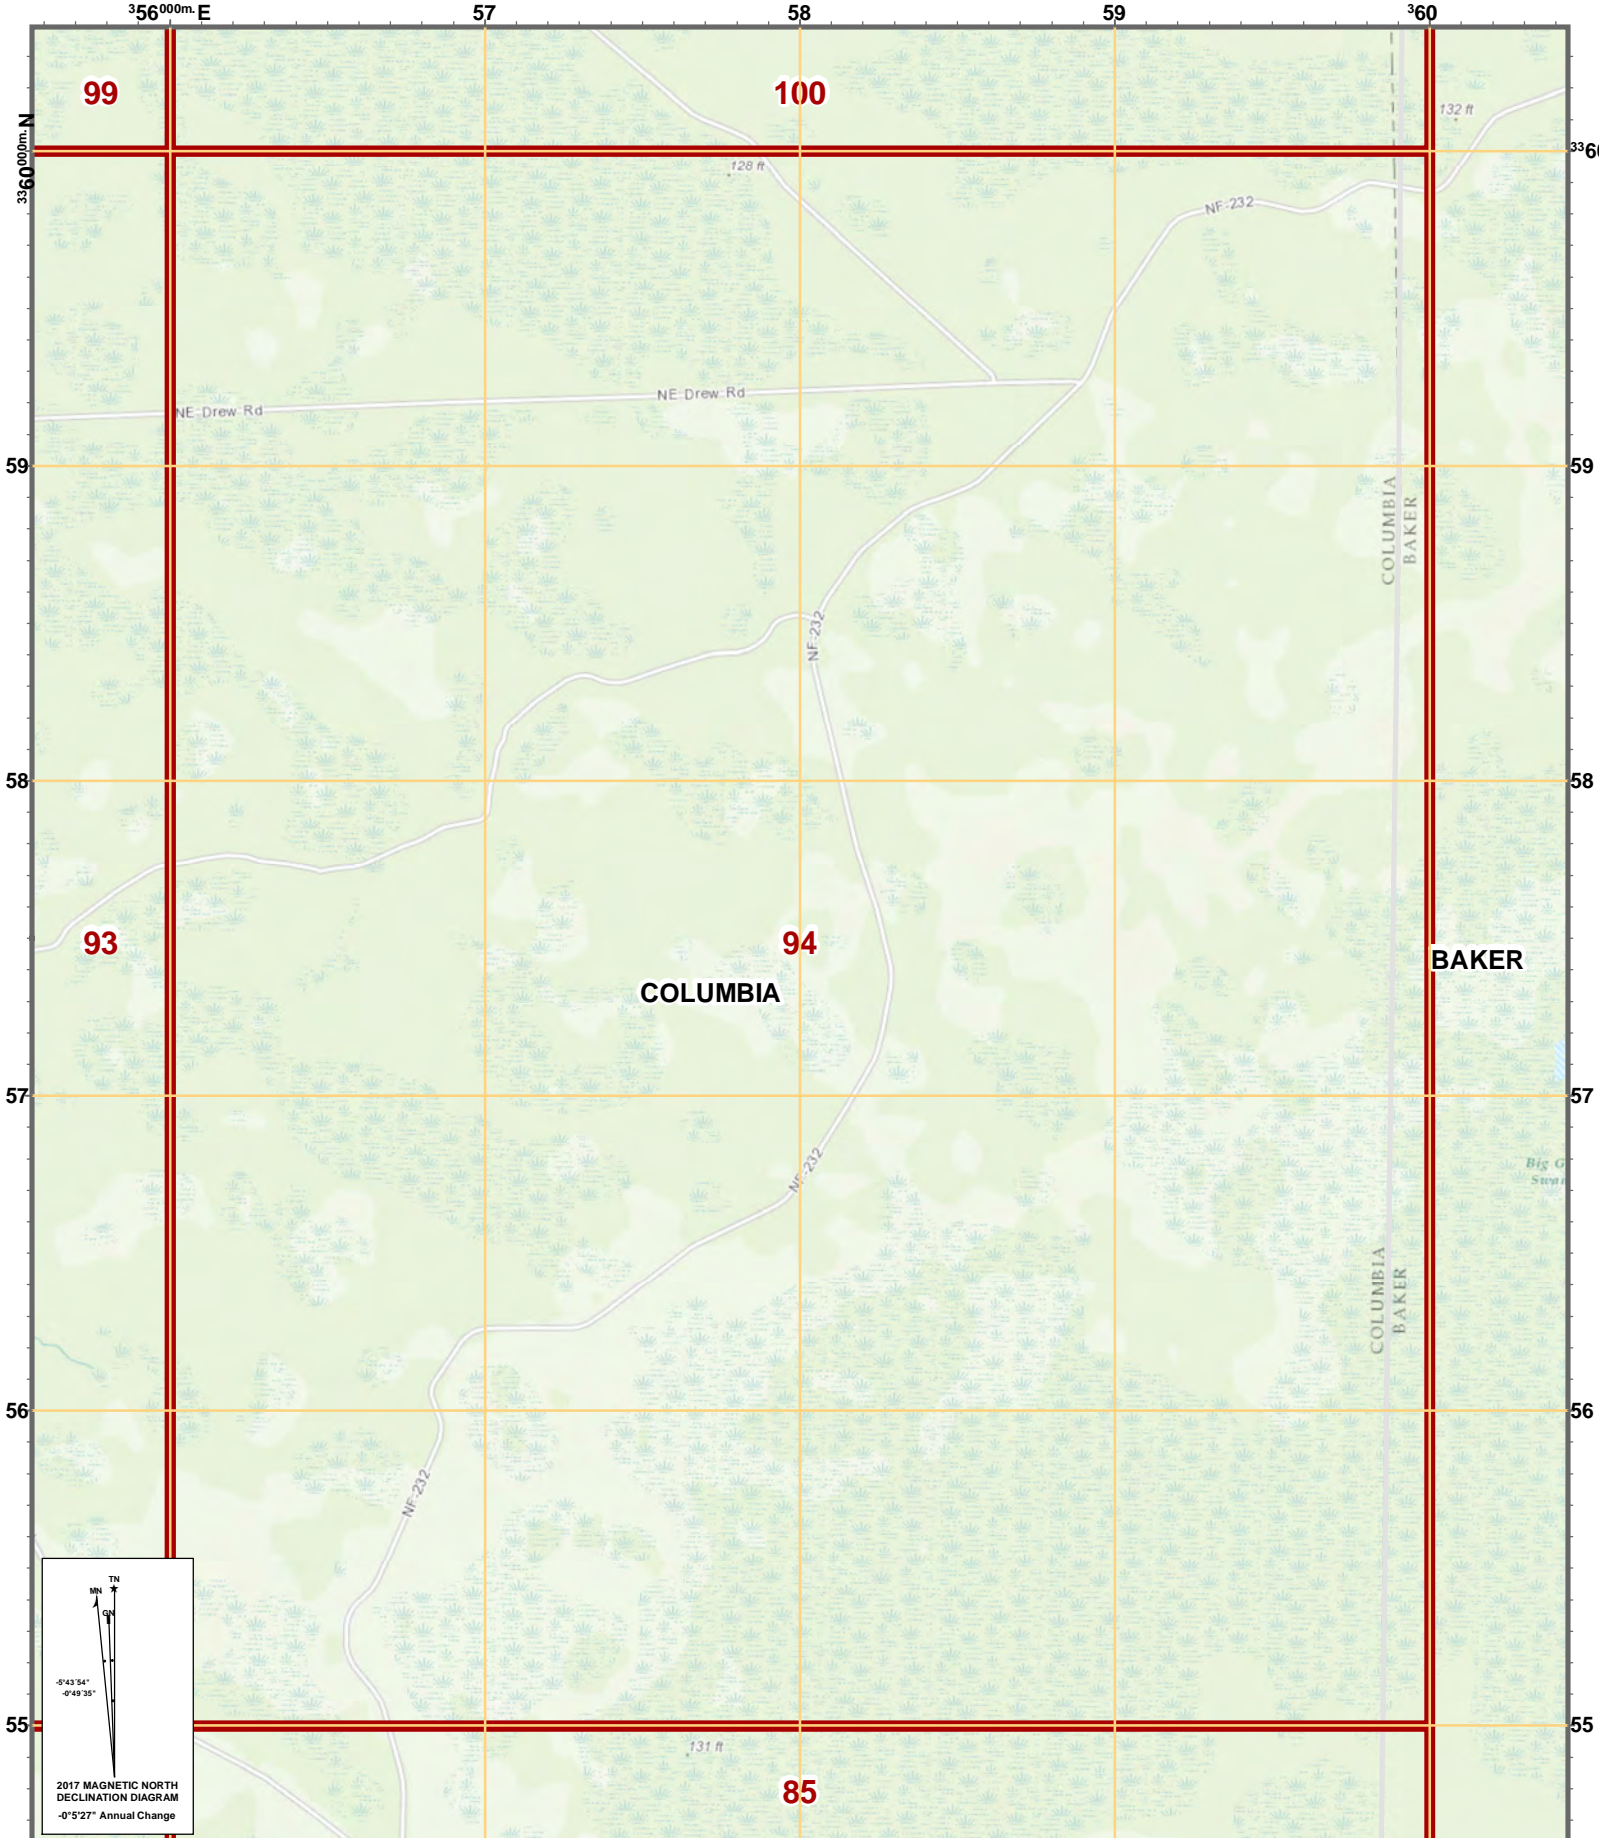 356000m. E
57
58
59
360
99
100
132 ft
3360000m. N
128 ft
NF-232
NE Drew Rd
NE Drew Rd
59
59
COLUMBIA
BAKER
NF-232
58
58
93
94
COLUMBIA
BAKER
57
57
NF-232
Big
COLUMBIA
BAKER
56
56
NF-232
TN
MN
GN
-5°43'54"
-0°49'35"
55
55
131 ft
85
2017 MAGNETIC NORTH
DECLINATION DIAGRAM
-0°5'27" Annual Change